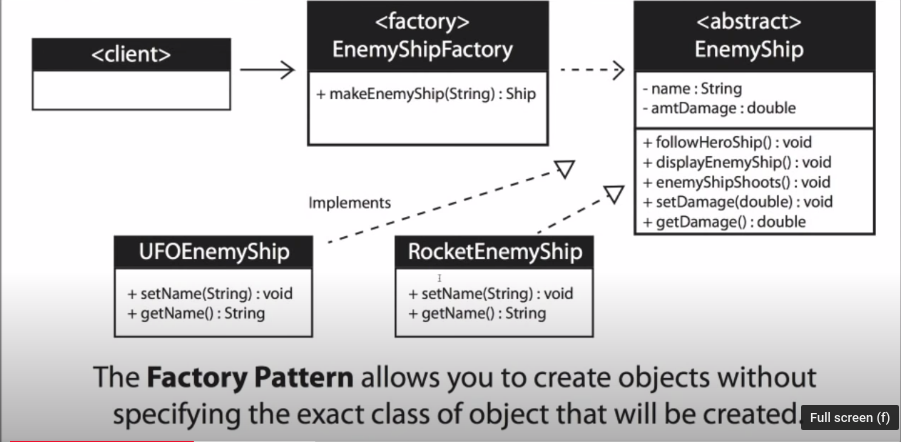 <client>
<factory>
EnemyShipFactory
+ makeEnemyShip(String) : Ship
<abstract>
EnemyShip
- name : String
- amtDamage : double
+ followHeroShip() : void
+ displayEnemyShip() : void
+ enemyShipShoots() : void
+ setDamage(double) : void
+ getDamage() : double
Implements
UFOEnemyShip
+ setName(String) : void
+ getName() : String
RocketEnemyShip
+ setName(String) : void
+ getName() : String
The Factory Pattern allows you to create objects without
specifying the exact class of object that will be created.
Full screen (f)